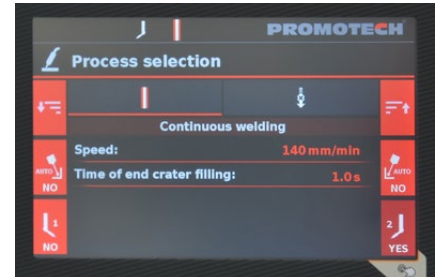 PROMOTECH
Process selection
Continuous welding
Speed: 140 mm/min
Time of end crater filling: 1.0 s
AUTO AUTO
NO NO
1 2
NO YES